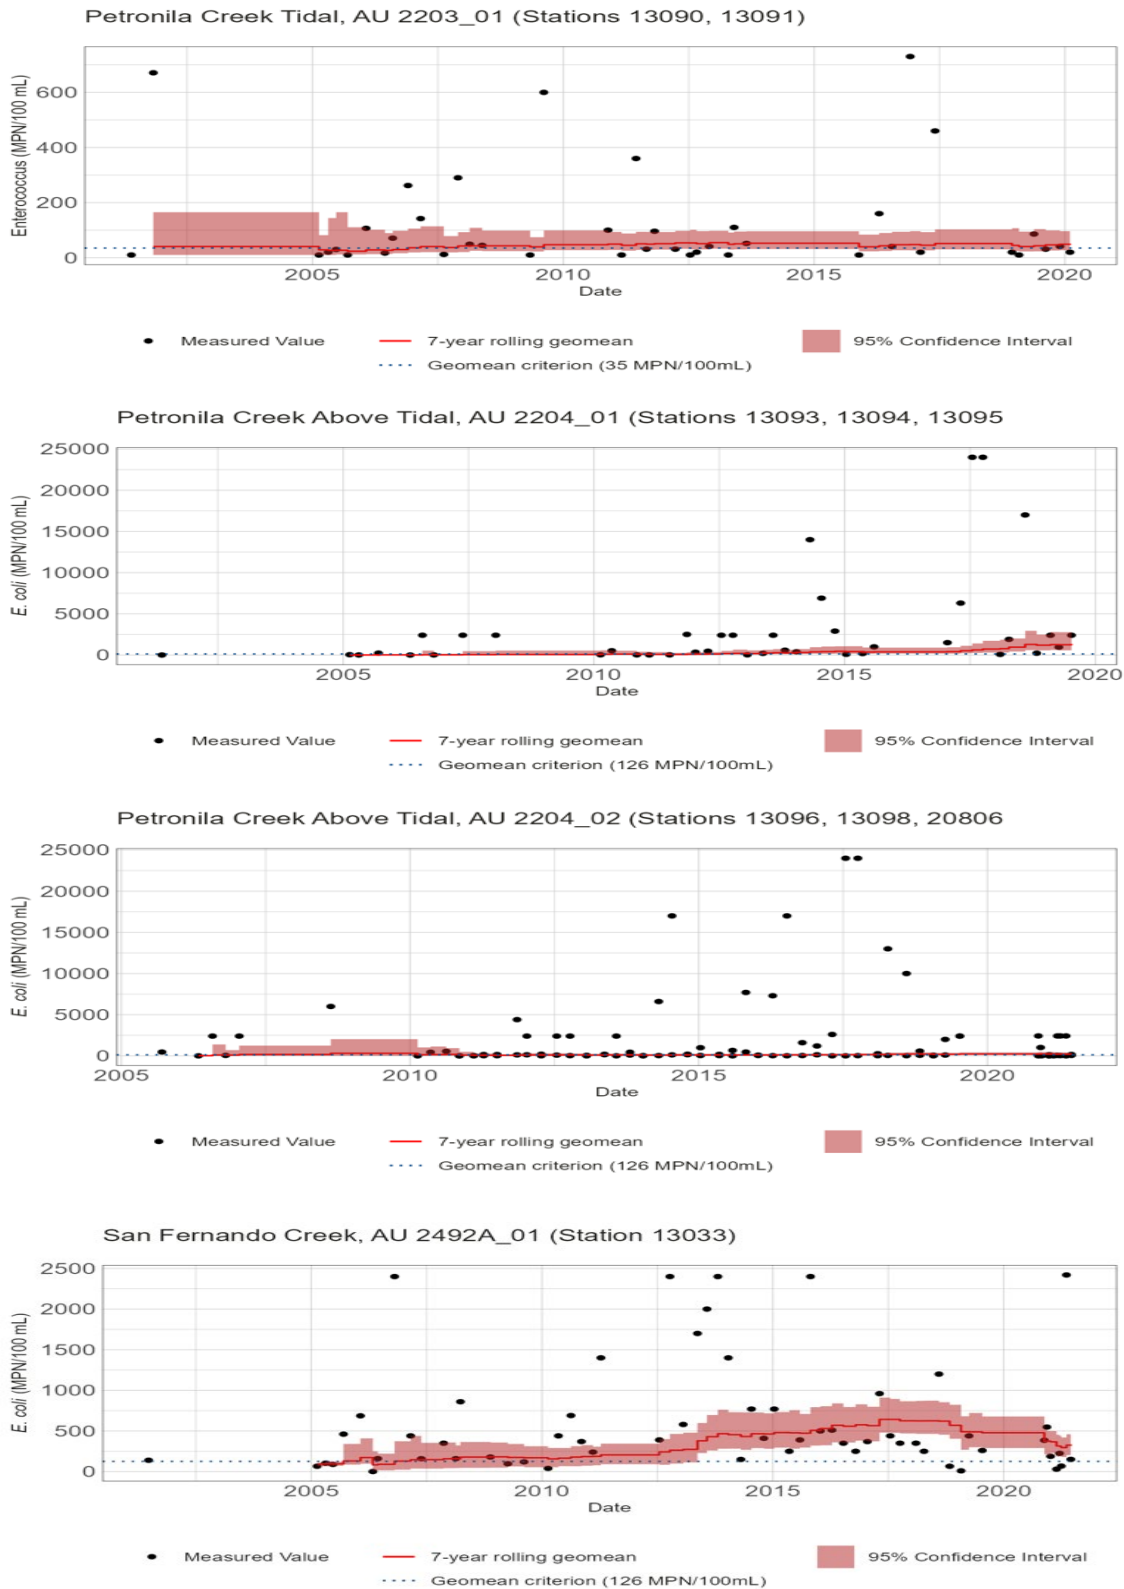 Petronila Creek Tidal, AU 2203_01 (Stations 13090, 13091)
Enterococcus (MPN/100 mL)
600
400
200
0
2005 2010 2015 2020
Date
Measured Value 7-year rolling geomean 95% Confidence Interval
Geomean criterion (35 MPN/100mL)
Petronila Creek Above Tidal, AU 2204_01 (Stations 13093, 13094, 13095
E. coli (MPN/100 mL)
25000
20000
15000
10000
5000
0
2005 2010 2015 2020
Date
Measured Value 7-year rolling geomean 95% Confidence Interval
Geomean criterion (126 MPN/100mL)
Petronila Creek Above Tidal, AU 2204_02 (Stations 13096, 13098, 20806
E. coli (MPN/100 mL)
25000
20000
15000
10000
5000
0
2005 2010 2015 2020
Date
Measured Value 7-year rolling geomean 95% Confidence Interval
Geomean criterion (126 MPN/100mL)
San Fernando Creek, AU 2492A_01 (Station 13033)
E. coli (MPN/100 mL)
2500
2000
1500
1000
500
0
2005 2010 2015 2020
Date
Measured Value 7-year rolling geomean 95% Confidence Interval
Geomean criterion (126 MPN/100mL)